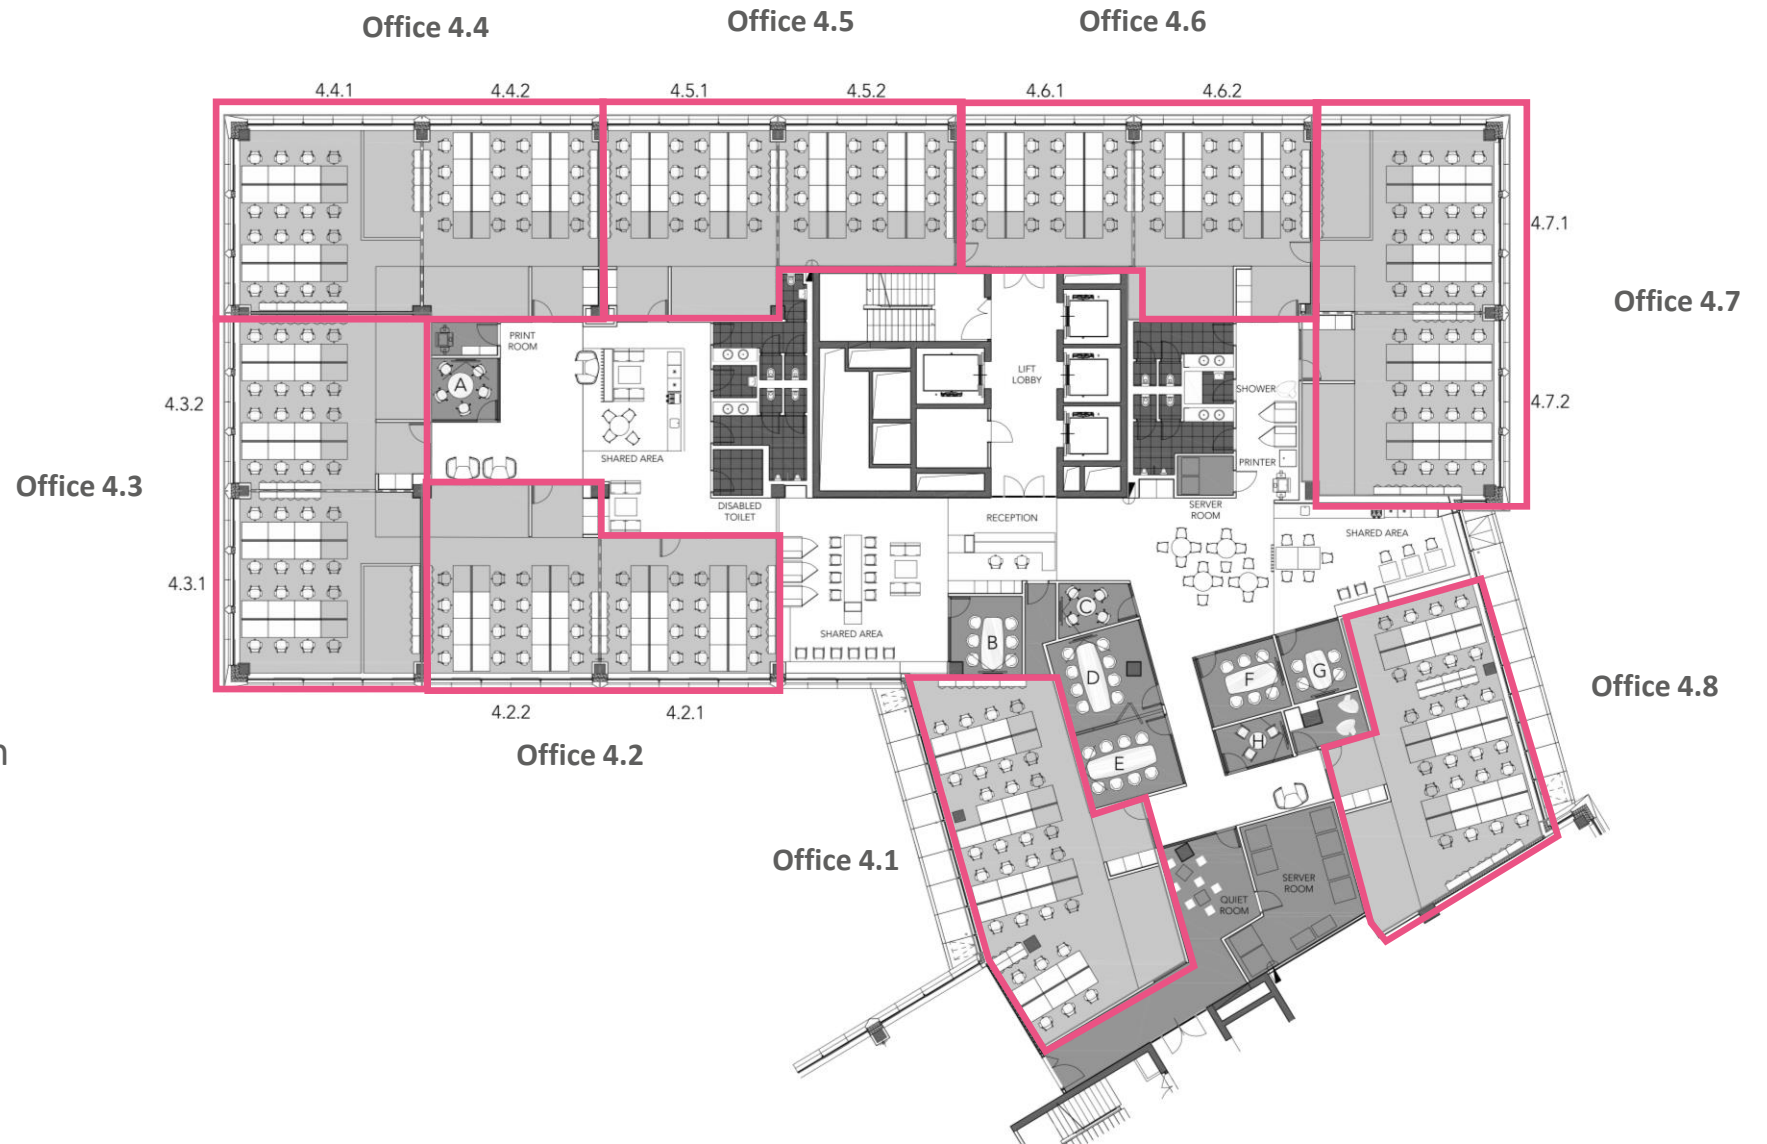 Office 4.4
Office 4.5
Office 4.6
4.4.1
4.4.2
4.5.1
4.5.2
4.6.1
4.6.2
4.7.1
Office 4.7
4.7.2
PRINT
ROOM
A
LIFT
LOBBY
SHOWER
4.3.2
SHARED AREA
PRINTER
Office 4.3
DISABLED
TOILET
RECEPTION
SERVER
ROOM
SHARED AREA
4.3.1
SHARED AREA
B
C
D
E
F
G
H
Office 4.8
4.2.2
4.2.1
Office 4.2
n
Office 4.1
QUIET
ROOM
SERVER
ROOM